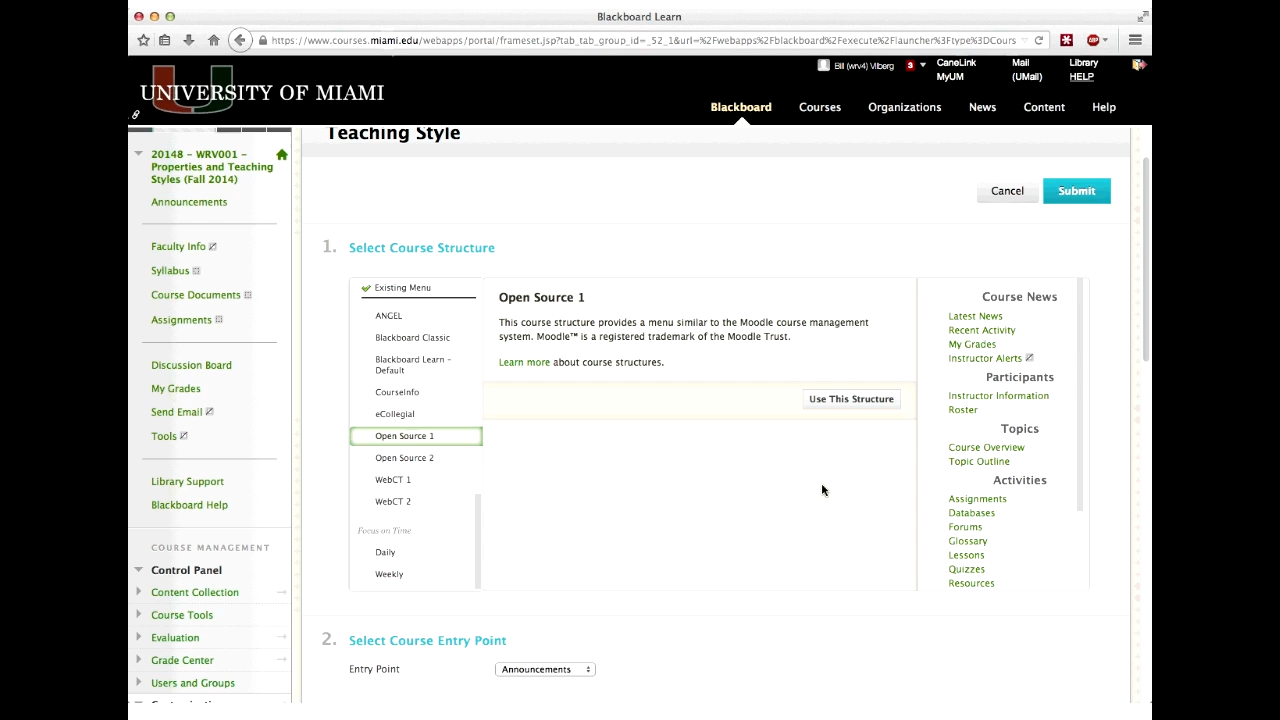 Blackboard Learn
https://www.courses.miami.edu/webapps/portal/frameset.jsp?tab_tab_group_id=_52_1&url=%2Fwebapps%2Fblackboard%2Fexecute%2Flauncher%3Ftype%3DCours
Bill (wrv4) Vilberg 3 CaneLink Mail Library
MyUM (UMail) HELP
U
UNIVERSITY OF MIAMI
Blackboard Courses Organizations News Content Help
20148 - WRV001 -
Properties and Teaching
Styles (Fall 2014)
Announcements
Faculty Info
Syllabus
Course Documents
Assignments
Discussion Board
My Grades
Send Email
Tools
Library Support
Blackboard Help
COURSE MANAGEMENT
Control Panel
Content Collection
Course Tools
Evaluation
Grade Center
Users and Groups
Teaching Style
Cancel Submit
1. Select Course Structure
Existing Menu
ANGEL
Blackboard Classic
Blackboard Learn -
Default
CourseInfo
eCollegial
Open Source 1
Open Source 2
WebCT 1
WebCT 2
Focus on Time
Daily
Weekly
Open Source 1
This course structure provides a menu similar to the Moodle course management
system. Moodle™ is a registered trademark of the Moodle Trust.
Learn more about course structures.
Use This Structure
Course News
Latest News
Recent Activity
My Grades
Instructor Alerts
Participants
Instructor Information
Roster
Topics
Course Overview
Topic Outline
Activities
Assignments
Databases
Forums
Glossary
Lessons
Quizzes
Resources
2. Select Course Entry Point
Entry Point Announcements